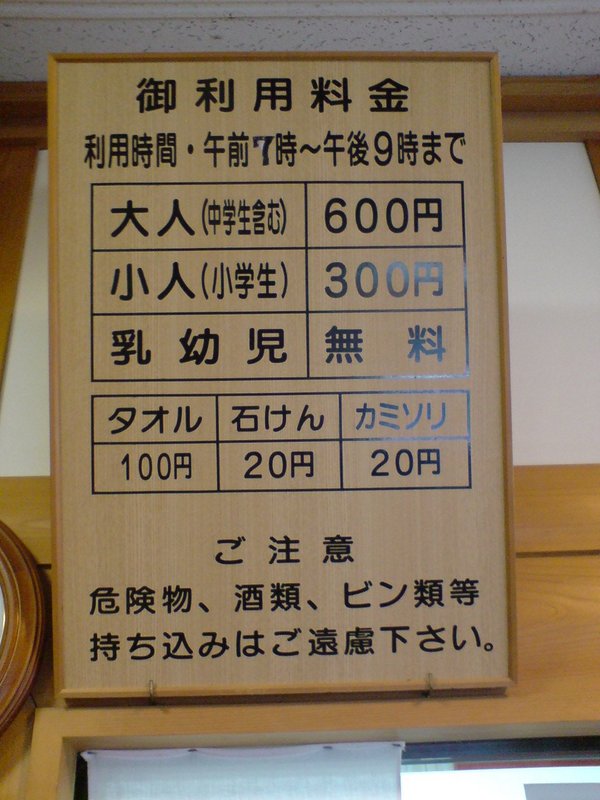 御利用料金
利用時間・午前7時～午後9時まで
大人(中学生含む) 600円
小人(小学生) 300円
乳幼児 無料
タオル 石けん カミソリ
100円 20円 20円
ご注意
危険物、酒類、ビン類等
持ち込みはご遠慮下さい。